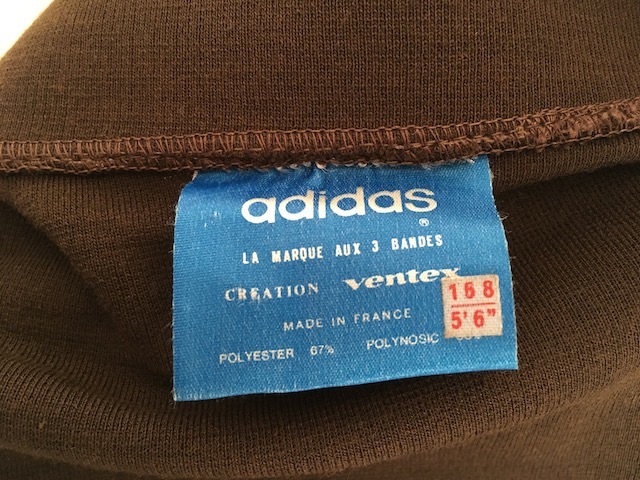 adidas
®
LA MARQUE AUX 3 BANDES
CREATION ventex
168
5'6"
MADE IN FRANCE
POLYESTER 67% POLYNOSIC